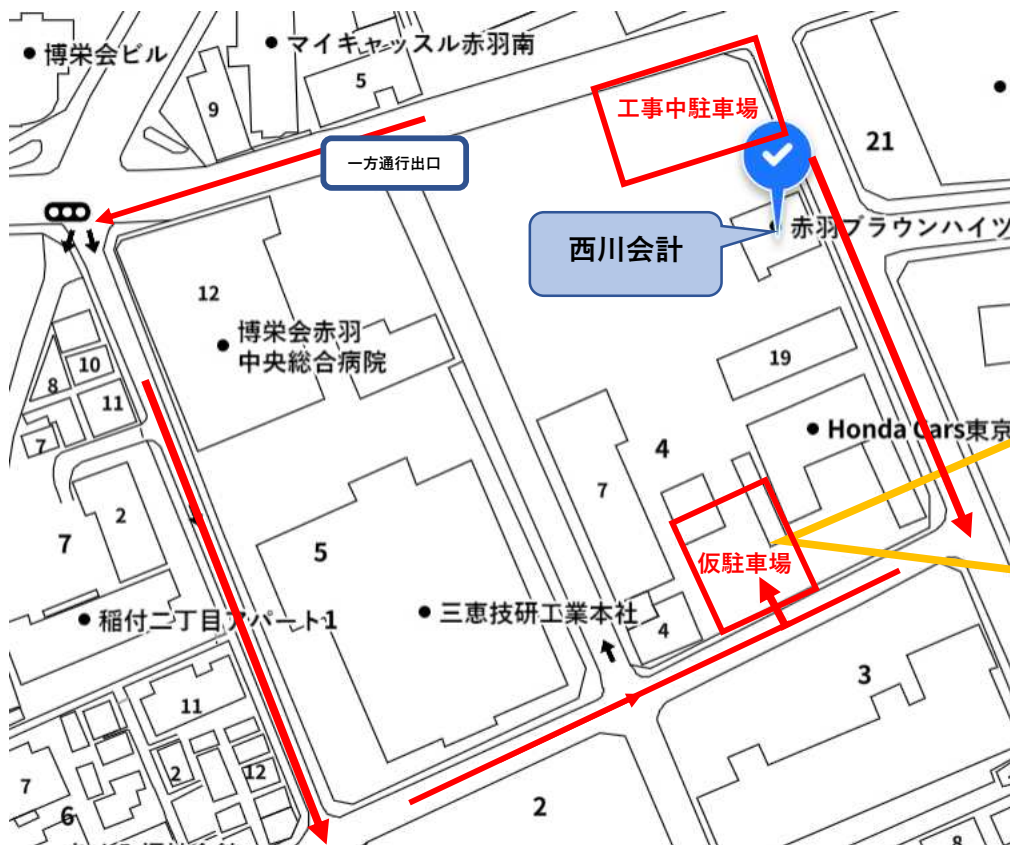 博栄会ビル
マイキャッスル赤羽南
5
9
工事中駐車場
21
一方通行出口
西川会計
赤羽ブラウンハイツ
12
博栄会赤羽
中央総合病院
10
8
11
7
19
Honda Cars東京
4
7
2
7
5
仮駐車場
稲付二丁目アパート1
三恵技研工業本社
4
3
11
2
12
7
6
2
8